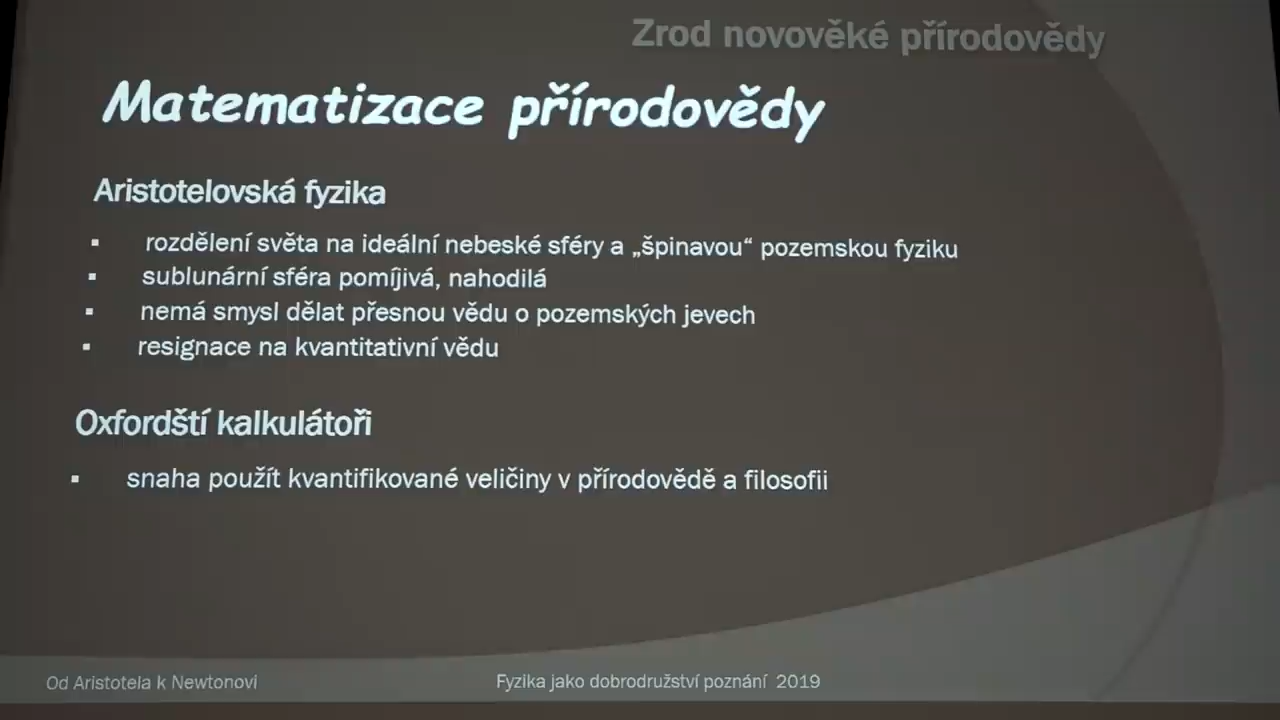 Zrod novověké přírodovědy
Matematizace přírodovědy
Aristotelovská fyzika
▪ rozdělení světa na ideální nebeské sféry a „špinavou“ pozemskou fyziku
▪ sublunární sféra pomíjivá, nahodilá
▪ nemá smysl dělat přesnou vědu o pozemských jevech
▪ resignace na kvantitativní vědu
Oxfordští kalkulátoři
▪ snaha použít kvantifikované veličiny v přírodovědě a filosofii
Od Aristotela k Newtonovi
Fyzika jako dobrodružství poznání 2019